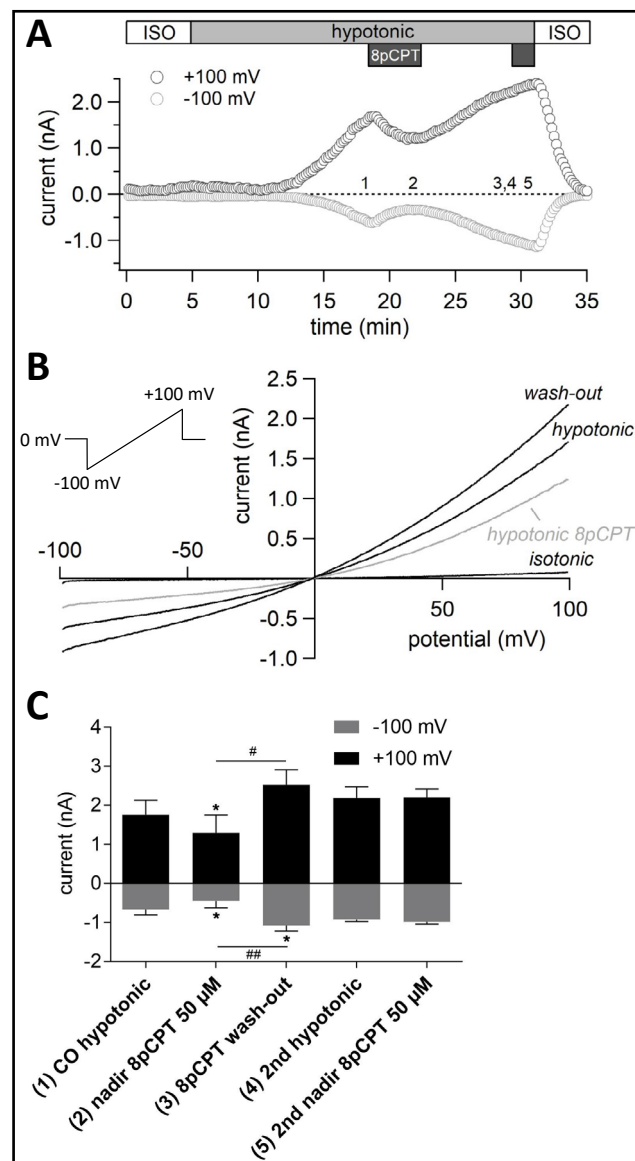 A
ISO hypotonic ISO
8pCPT
+100 mV
-100 mV
current (nA)
2.0
1.0
0.0
-1.0
1 2 3,4 5
0 5 10 15 20 25 30 35
time (min)
B
+100 mV
0 mV
-100 mV
current (nA)
2.5
2.0
1.5
1.0
0.5
-0.5
-1.0
wash-out
hypotonic
hypotonic 8pCPT
isotonic
-100 -50 50 100
potential (mV)
C
-100 mV
+100 mV
current (nA)
4
3
2
1
0
-1
-2
#
*
*
*
##
(1) CO hypotonic
(2) nadir 8pCPT 50 µM
(3) 8pCPT wash-out
(4) 2nd hypotonic
(5) 2nd nadir 8pCPT 50 µM